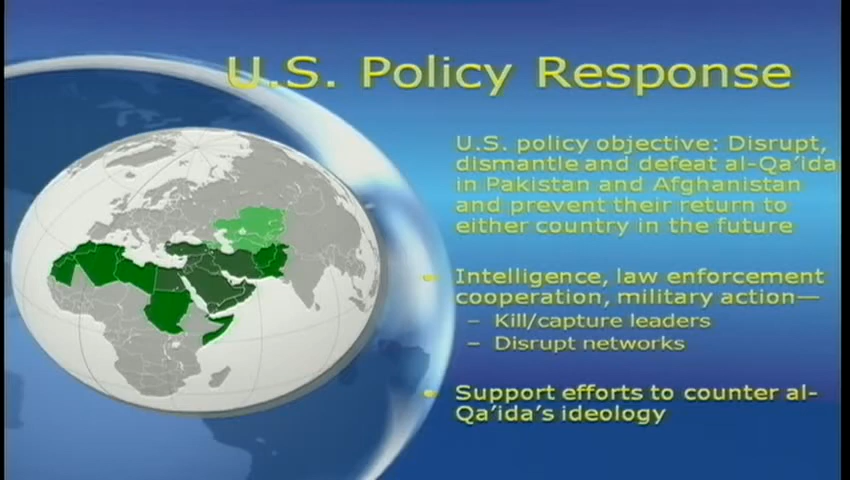 U.S. Policy Response
U.S. policy objective: Disrupt,
dismantle and defeat al-Qa’ida
in Pakistan and Afghanistan
and prevent their return to
either country in the future
– Intelligence, law enforcement
cooperation, military action—
– Kill/capture leaders
– Disrupt networks
– Support efforts to counter al-
Qa’ida’s ideology